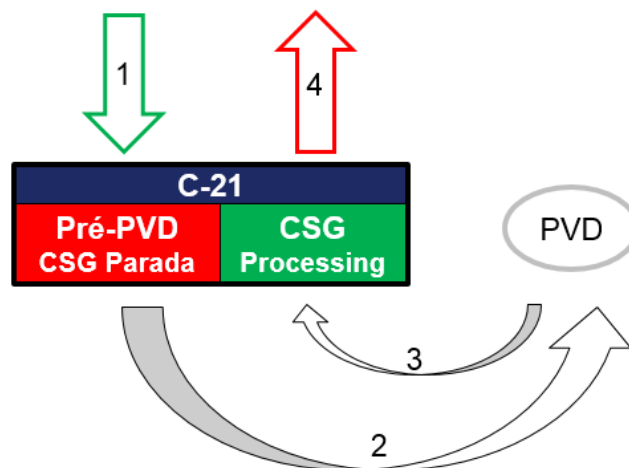 1
4
C-21
Pré-PVD
CSG Parada
CSG
Processing
PVD
3
2